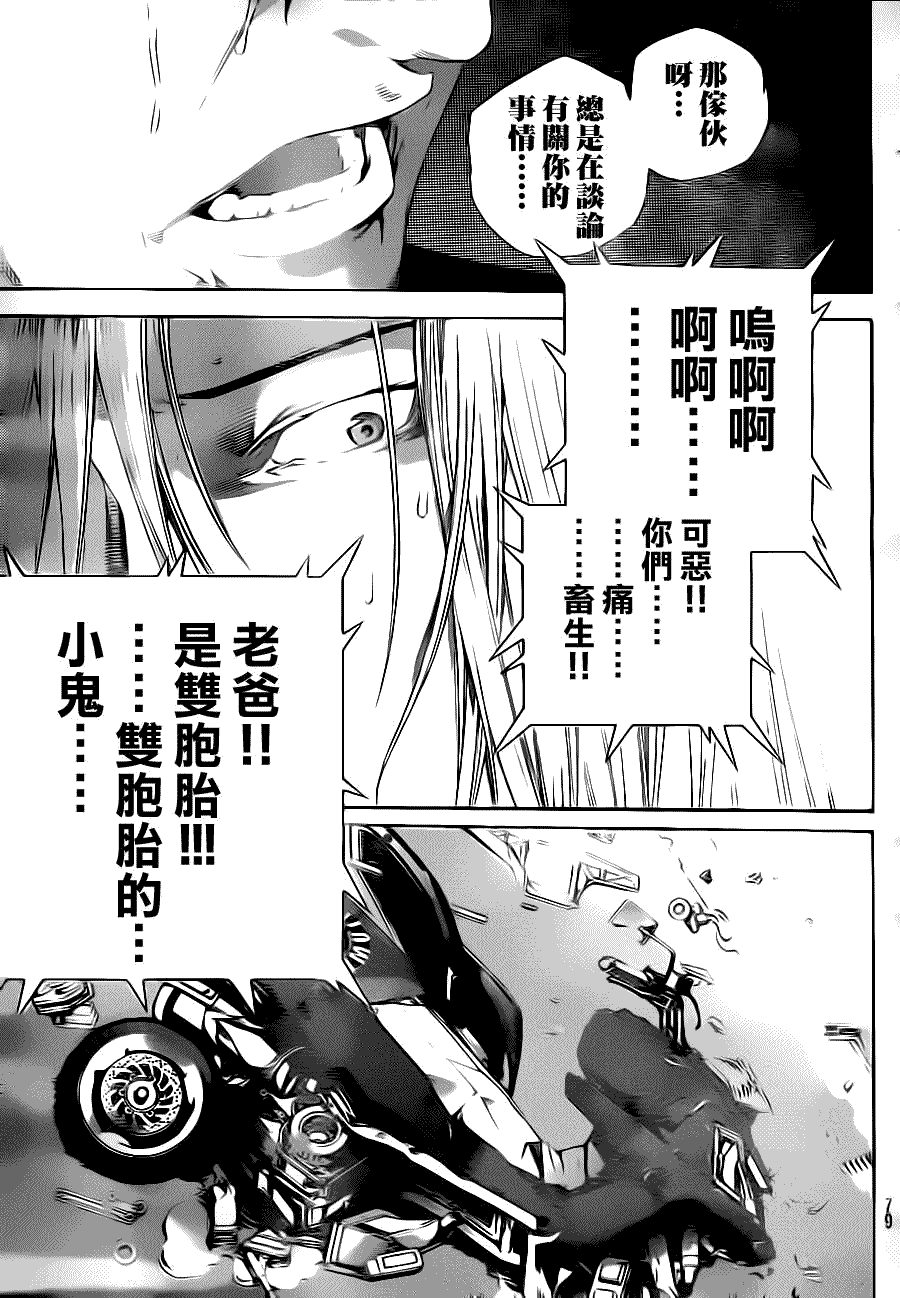 那傢伙
呀…
總是在談論
有關你的
事情……
嗚啊啊
啊啊……
………
可惡!!
你們……
……痛……
……畜生!!
老爸!!
是雙胞胎!!!
……雙胞胎的…
小鬼……
79